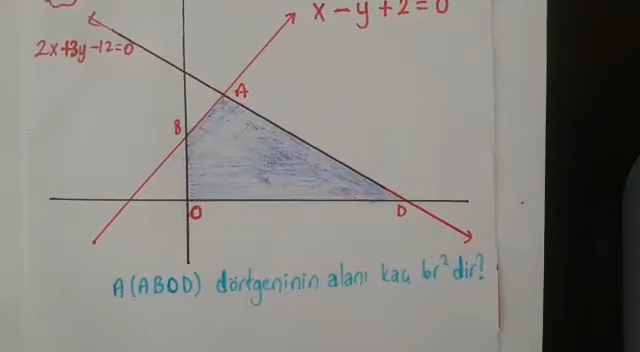 x - y + 2 = 0
2x+3y-12=0
A
B
O
D
A(ABOD) dörtgeninin alanı kaç br² dir?